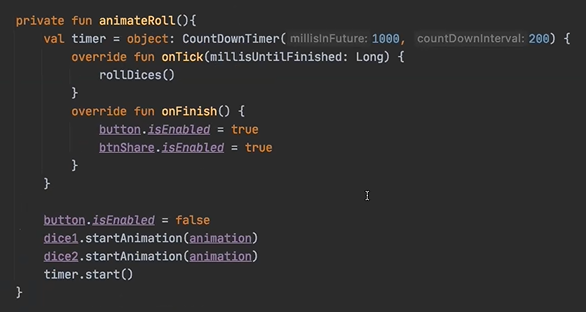 private fun animateRoll(){
val timer = object: CountDownTimer( millisInFuture: 1000, countDownInterval: 200) {
override fun onTick(millisUntilFinished: Long) {
rollDices()
}
override fun onFinish() {
button.isEnabled = true
btnShare.isEnabled = true
}
}
button.isEnabled = false
dice1.startAnimation(animation)
dice2.startAnimation(animation)
timer.start()
}